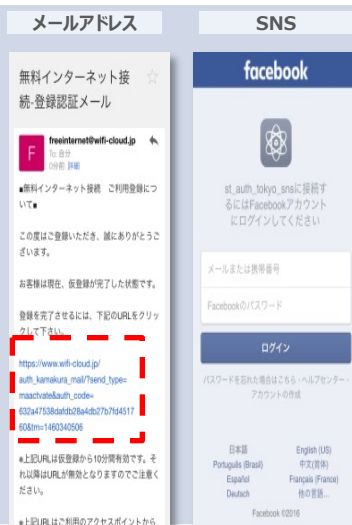 メールアドレス
無料インターネット接
続-登録認証メール
F
freeinternet@wifi-cloud.jp
To: 自分
0分前 詳細
■無料インターネット接続 ご利用登録につ
いて■
この度はご登録いただき、誠にありがとうご
ざいます。
お客様は現在、仮登録が完了した状態です。
登録を完了させるには、下記のURLをクリッ
クして下さい。
https://www.wifi-cloud.jp/
auth_kamakura_mail/?send_type=
maactvate&auth_code=
632a47538dafdb28a4db27b7fd4517
60&tm=1460340506
※上記URLは仮登録から10分間有効です。そ
れ以降はURLが無効となりますのでご注意く
ださい。
※上記URLはご利用のアクセスポイントから
SNS
facebook
st_auth_tokyo_snsに接続す
るにはFacebookアカウント
にログインしてください
メールまたは携帯番号
Facebookのパスワード
ログイン
パスワードを忘れた場合はこちら・ヘルプセンター・
アカウントの作成
日本語 English (US)
Português (Brasil) 中文(简体)
Español Français (France)
Deutsch 他の言語...
Facebook ©2016